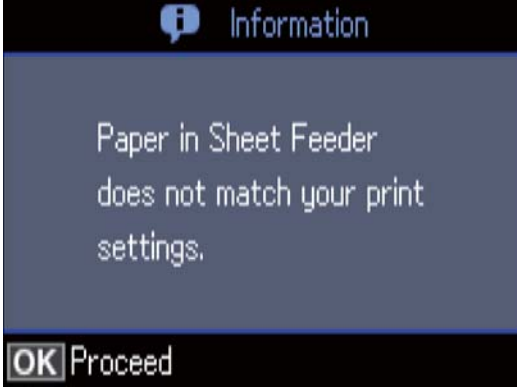 Information
Paper in Sheet Feeder
does not match your print
settings.
OK Proceed